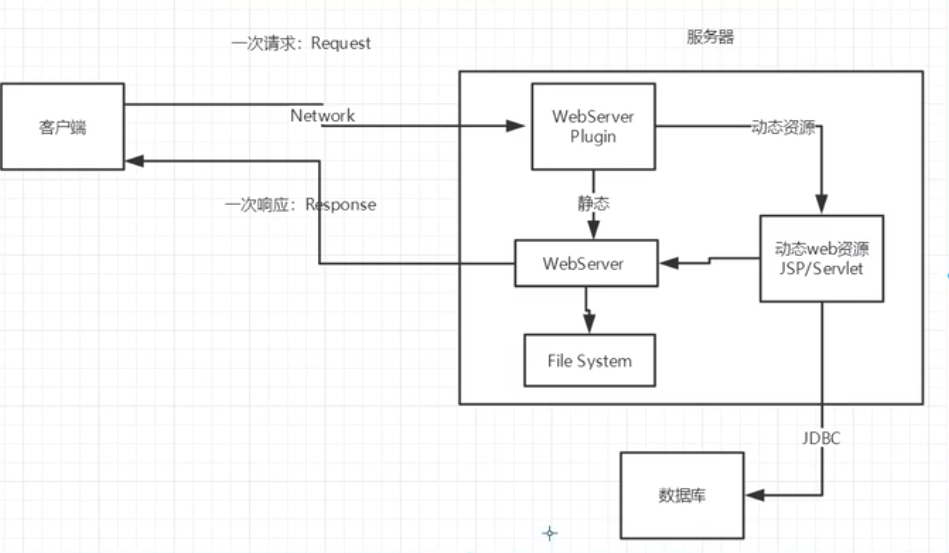 一次请求：Request
服务器
客户端
Network
WebServer
Plugin
动态资源
一次响应：Response
静态
WebServer
动态web资源
JSP/Servlet
File System
JDBC
数据库